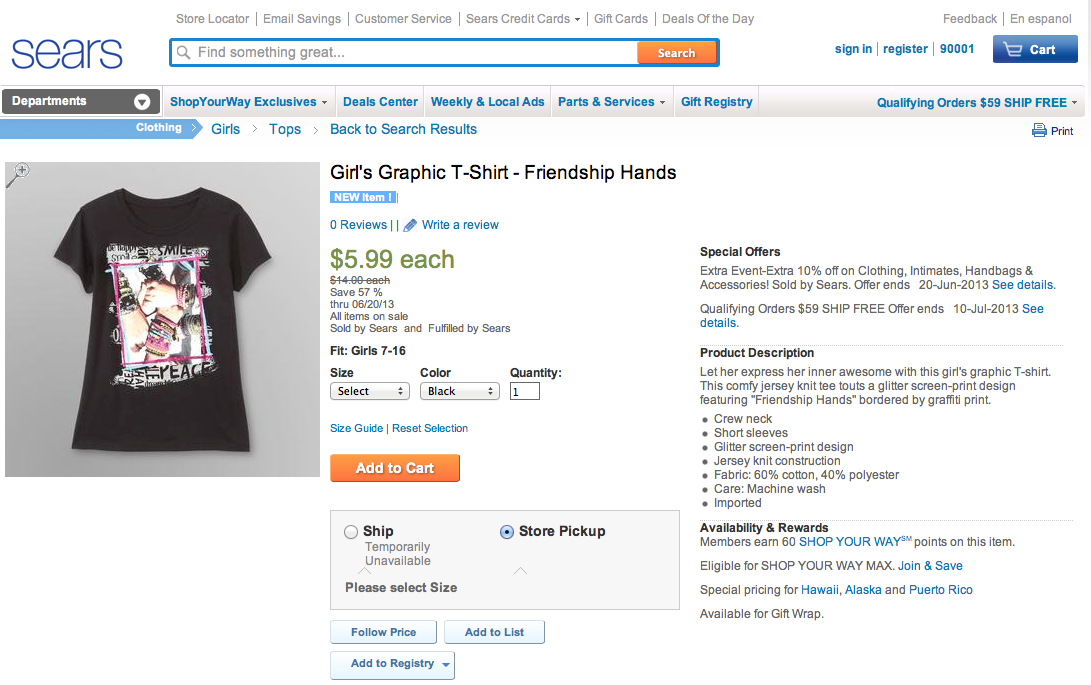 Store Locator | Email Savings | Customer Service | Sears Credit Cards | Gift Cards | Deals Of the Day
Feedback | En espanol
sears
Find something great...
Search
sign in | register | 90001
Cart
Departments
ShopYourWay Exclusives
Deals Center
Weekly & Local Ads
Parts & Services
Gift Registry
Qualifying Orders $59 SHIP FREE
Clothing
Girls
Tops
Back to Search Results
Print
SMILE
PEACE
Girl's Graphic T-Shirt - Friendship Hands
NEW Item !
0 Reviews | | Write a review
$5.99 each
$14.00 each
Save 57 %
thru 06/20/13
All items on sale
Sold by Sears and Fulfilled by Sears
Fit: Girls 7-16
Size
Color
Quantity:
Select
Black
1
Size Guide | Reset Selection
Add to Cart
Ship
Temporarily
Unavailable
Store Pickup
Please select Size
Follow Price
Add to List
Add to Registry
Special Offers
Extra Event-Extra 10% off on Clothing, Intimates, Handbags &
Accessories! Sold by Sears. Offer ends 20-Jun-2013 See details.
Qualifying Orders $59 SHIP FREE Offer ends 10-Jul-2013 See
details.
Product Description
Let her express her inner awesome with this girl's graphic T-shirt.
This comfy jersey knit tee touts a glitter screen-print design
featuring "Friendship Hands" bordered by graffiti print.
Crew neck
Short sleeves
Glitter screen-print design
Jersey knit construction
Fabric: 60% cotton, 40% polyester
Care: Machine wash
Imported
Availability & Rewards
Members earn 60 SHOP YOUR WAY℠ points on this item.
Eligible for SHOP YOUR WAY MAX. Join & Save
Special pricing for Hawaii, Alaska and Puerto Rico
Available for Gift Wrap.